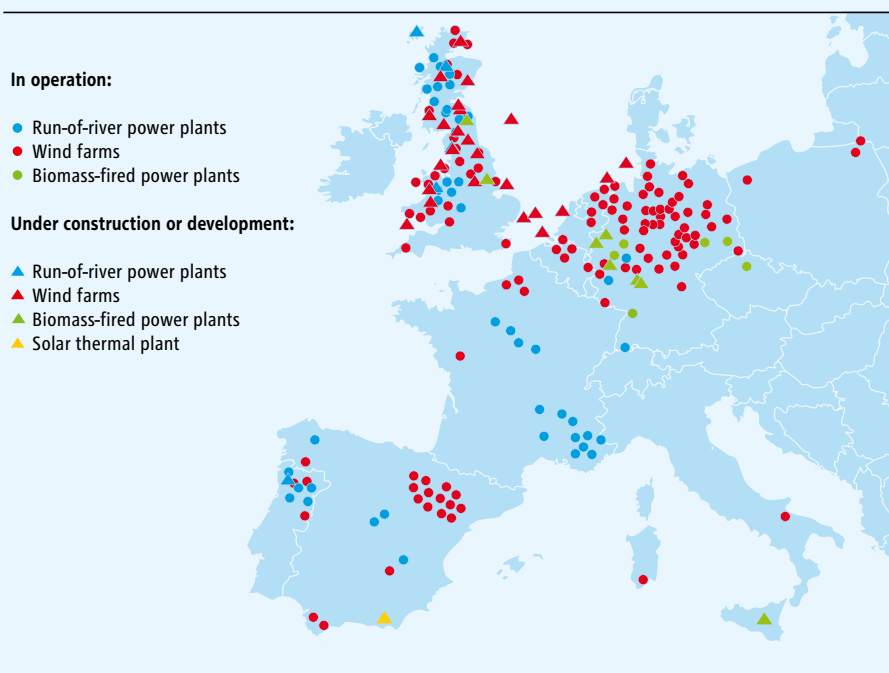 In operation:
Run-of-river power plants
Wind farms
Biomass-fired power plants
Under construction or development:
Run-of-river power plants
Wind farms
Biomass-fired power plants
Solar thermal plant